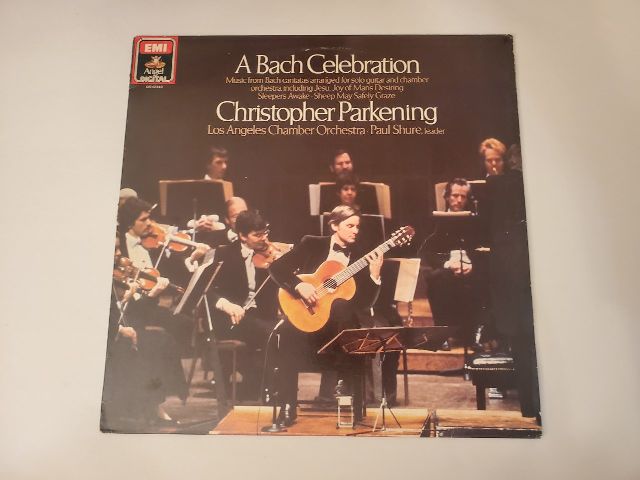 EMI
Angel
DIGITAL
A Bach Celebration
Music from Bach cantatas arranged for solo guitar and chamber
orchestra, including Jesu, Joy of Man's Desiring
Sleepers Awake · Sheep May Safely Graze
Christopher Parkening
Los Angeles Chamber Orchestra · Paul Shure, leader